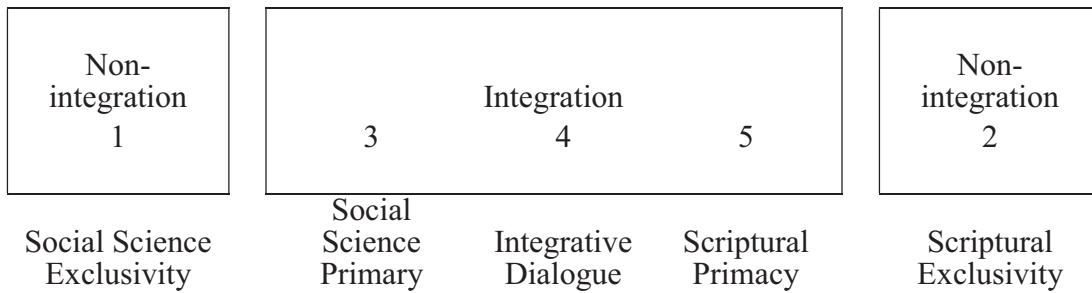 Non-
integration
1
Integration
3 4 5
Non-
integration
2
Social Science
Exclusivity
Social
Science
Primary
Integrative
Dialogue
Scriptural
Primacy
Scriptural
Exclusivity